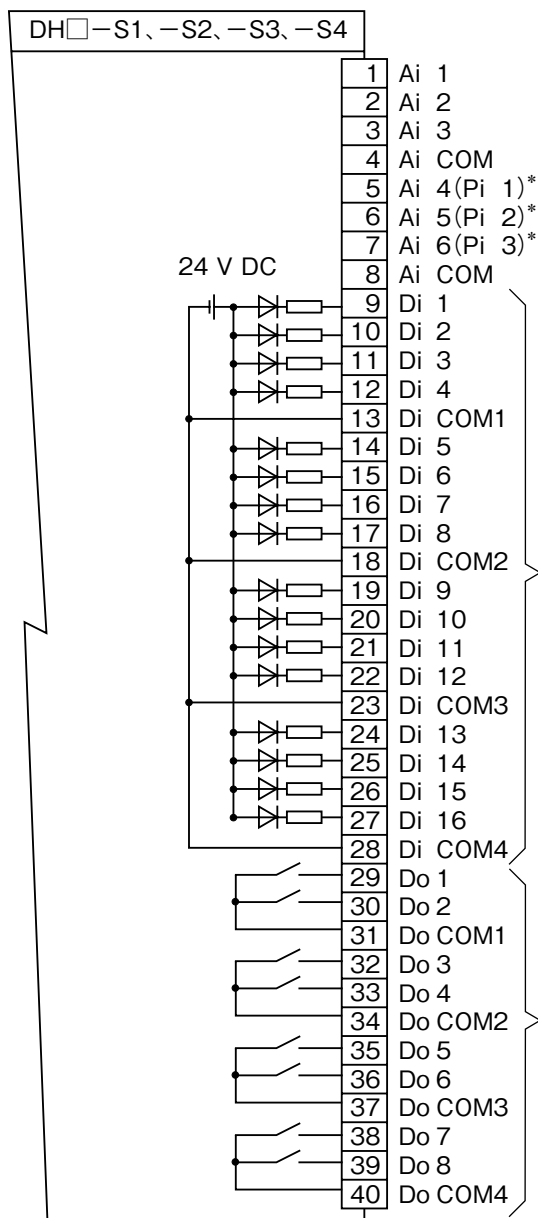 DH□−S1、−S2、−S3、−S4
1 Ai 1
2 Ai 2
3 Ai 3
4 Ai COM
5 Ai 4(Pi 1)*
6 Ai 5(Pi 2)*
7 Ai 6(Pi 3)*
8 Ai COM
24 V DC
9 Di 1
10 Di 2
11 Di 3
12 Di 4
13 Di COM1
14 Di 5
15 Di 6
16 Di 7
17 Di 8
18 Di COM2
19 Di 9
20 Di 10
21 Di 11
22 Di 12
23 Di COM3
24 Di 13
25 Di 14
26 Di 15
27 Di 16
28 Di COM4
29 Do 1
30 Do 2
31 Do COM1
32 Do 3
33 Do 4
34 Do COM2
35 Do 5
36 Do 6
37 Do COM3
38 Do 7
39 Do 8
40 Do COM4